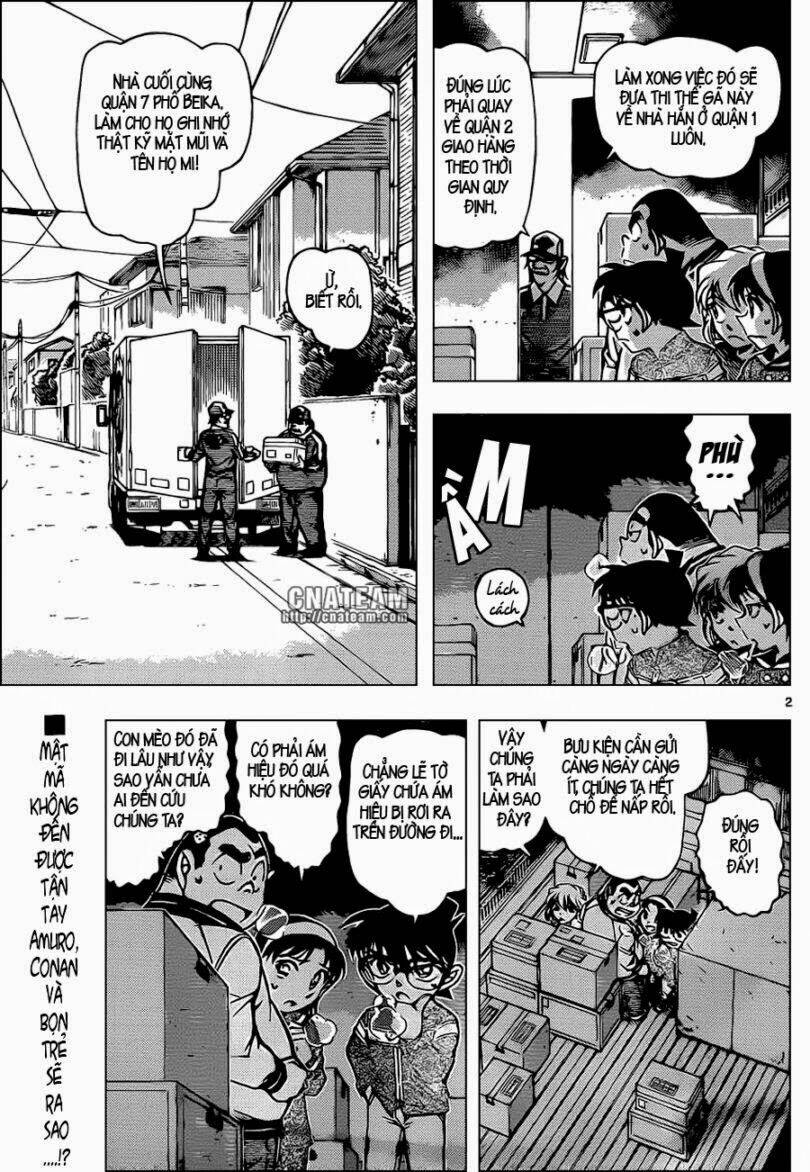 LÀM XONG VIỆC ĐÓ SẼ
ĐƯA THI THỂ GÃ NÀY
VỀ NHÀ HẮN Ở QUẬN 1
LUÔN.
ĐÚNG LÚC
PHẢI QUAY
VỀ QUẬN 2
GIAO HÀNG
THEO THỜI
GIAN QUY
ĐỊNH.
NHÀ CUỐI CÙNG
QUẬN 7 PHỐ BEIKA.
LÀM CHO HỌ GHI NHỚ
THẬT KỸ MẶT MŨI VÀ
TÊN HỌ MI!
Ừ,
BIẾT RỒI.
PHÙ
...
ẦM
Lách
cách
CNATEAM
http://cnateam.com
2
ĐÚNG
RỒI
ĐẤY!
BƯU KIỆN CẦN GỬI
CÀNG NGÀY CÀNG
ÍT, CHÚNG TA HẾT
CHỖ ĐỂ NẤP RỒI.
VẬY
CHÚNG
TA PHẢI
LÀM SAO
ĐÂY?
CHẲNG LẼ TỜ
GIẤY CHỨA ÁM
HIỆU BỊ RƠI RA
TRÊN ĐƯỜNG ĐI...
CÓ PHẢI ÁM
HIỆU ĐÓ QUÁ
KHÓ KHÔNG?
CON MÈO ĐÓ ĐÃ
ĐI LÂU NHƯ VẬY,
SAO VẪN CHƯA
AI ĐẾN CỨU
CHÚNG TA?
MẬT
MÃ
KHÔNG
ĐẾN
ĐƯỢC
TẬN
TAY
AMURO,
CONAN
VÀ
BỌN
TRẺ
SẼ
RA
SAO
.....!?